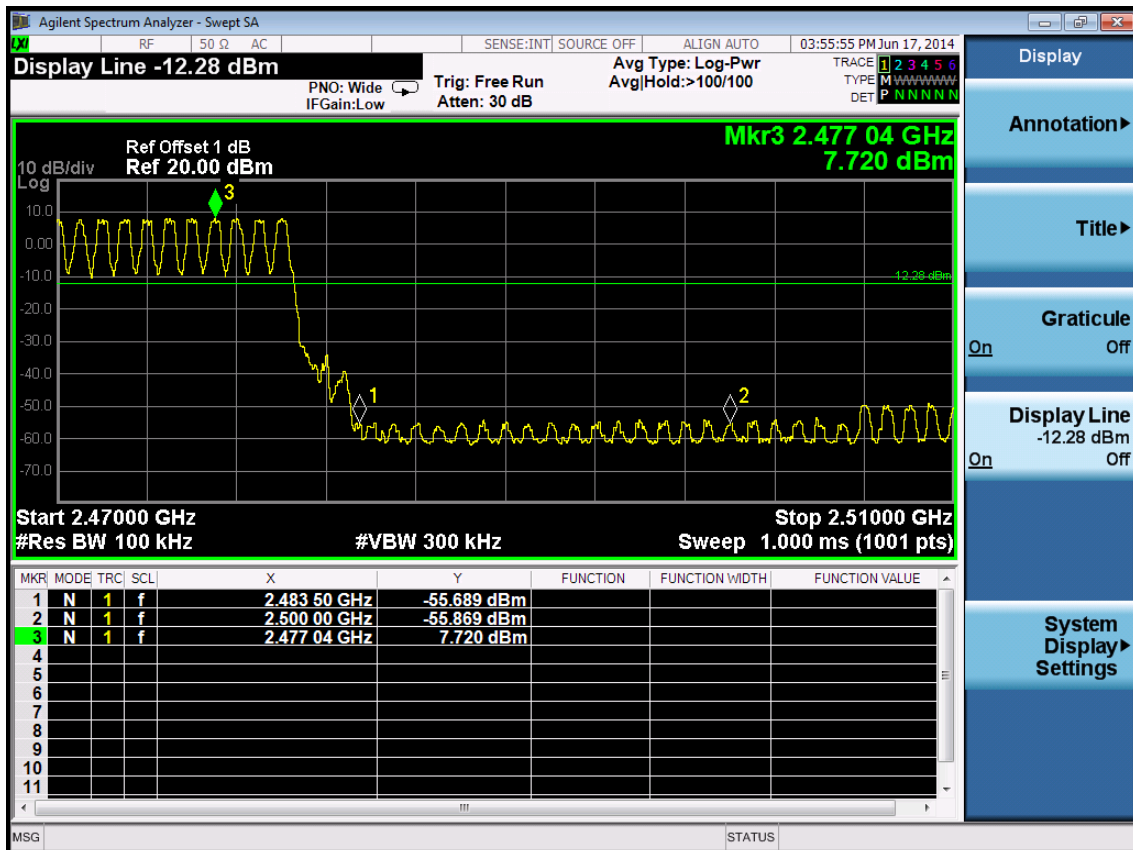 Agilent Spectrum Analyzer - Swept SA
LXI RF 50 Ω AC SENSE:INT SOURCE OFF ALIGN AUTO 03:55:55 PM Jun 17, 2014
Display Line -12.28 dBm
PNO: Wide
IFGain:Low
Trig: Free Run
Atten: 30 dB
Avg Type: Log-Pwr
Avg|Hold:>100/100
TRACE 1 2 3 4 5 6
TYPE M WWWWW
DET P N N N N N
Mkr3 2.477 04 GHz
7.720 dBm
Ref Offset 1 dB
Ref 20.00 dBm
10 dB/div
Log
10.0
0.00
-10.0
-20.0
-30.0
-40.0
-50.0
-60.0
-70.0
3
-12.28 dBm
1
2
Start 2.47000 GHz
Stop 2.51000 GHz
#Res BW 100 kHz
#VBW 300 kHz
Sweep 1.000 ms (1001 pts)
MKR MODE TRC SCL X Y FUNCTION FUNCTION WIDTH FUNCTION VALUE
1 N 1 f 2.483 50 GHz -55.689 dBm
2 N 1 f 2.500 00 GHz -55.869 dBm
3 N 1 f 2.477 04 GHz 7.720 dBm
4
5
6
7
8
9
10
11
MSG
STATUS
Display
Annotation
Title
Graticule
On Off
Display Line
-12.28 dBm
On Off
System
Display
Settings